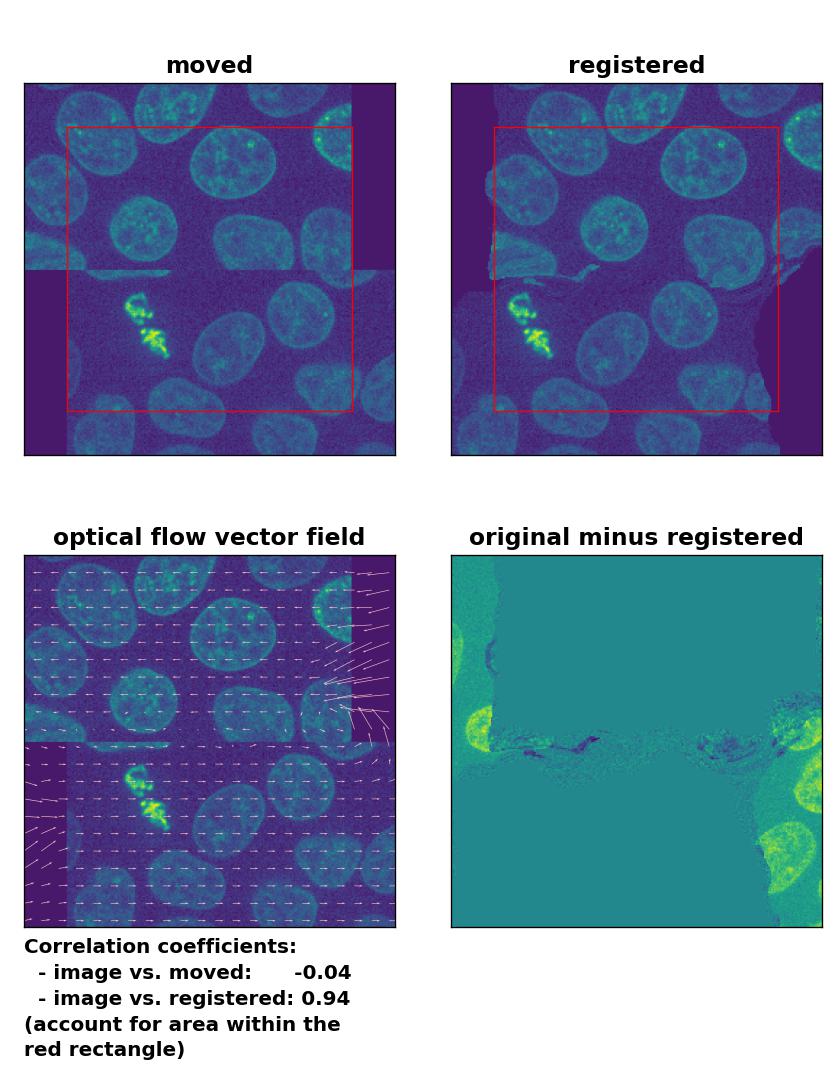 moved
registered
optical flow vector field
original minus registered
Correlation coefficients:
- image vs. moved: -0.04
- image vs. registered: 0.94
(account for area within the
red rectangle)